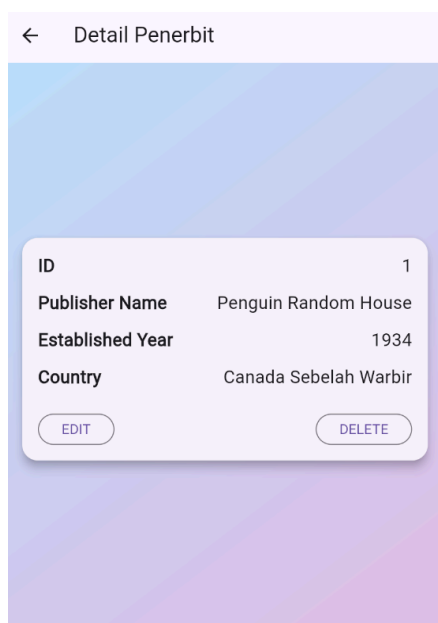 Detail Penerbit
ID 1
Publisher Name Penguin Random House
Established Year 1934
Country Canada Sebelah Warbir
EDIT DELETE